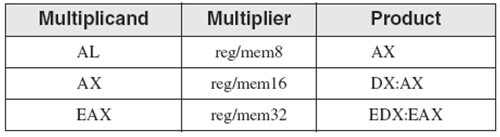 Multiplicand Multiplier Product
AL reg/mem8 AX
AX reg/mem16 DX:AX
EAX reg/mem32 EDX:EAX